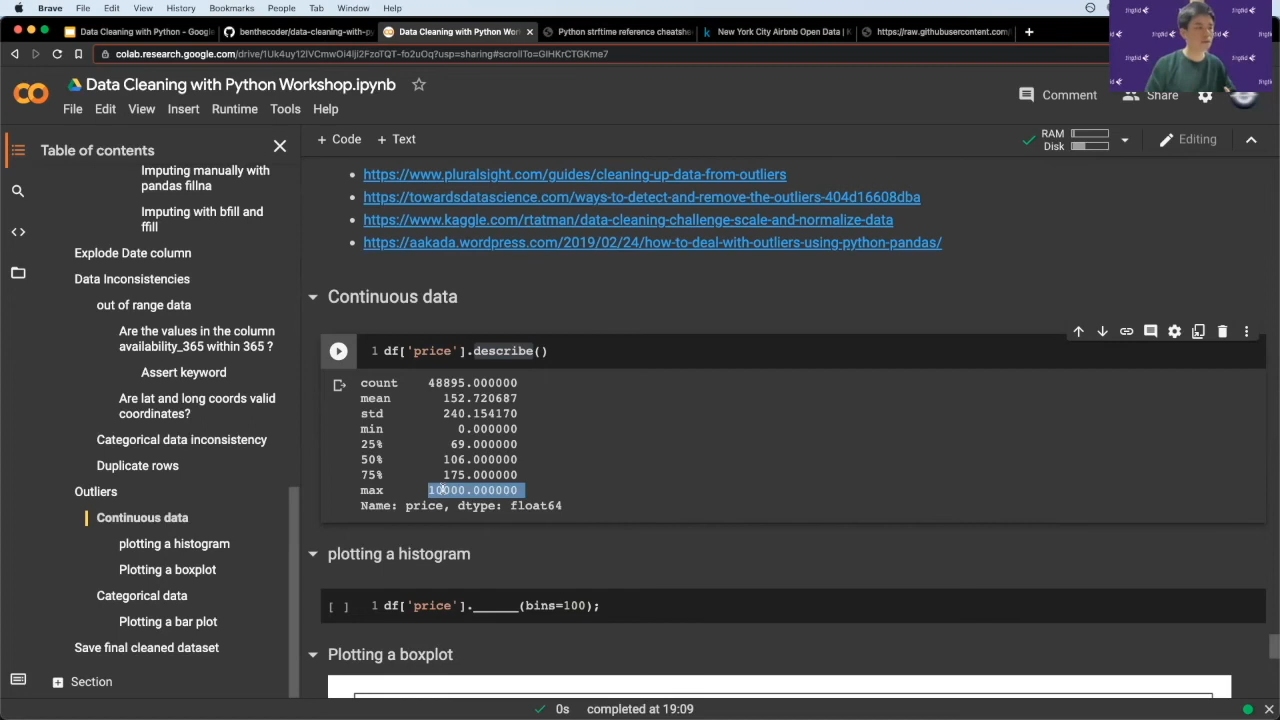 Brave File Edit View History Bookmarks People Tab Window Help
Data Cleaning with Python - Google
benthecoder/data-cleaning-with-py
Data Cleaning with Python Work
Python strftime reference cheatshe
New York City Airbnb Open Data | K
https://raw.githubusercontent.com/
colab.research.google.com/drive/1Uk4uy12lVCmwOi4lji2FzoTQT-fo2uOq?usp=sharing#scrollTo=GIHKrCTGKme7
Data Cleaning with Python Workshop.ipynb
File Edit View Insert Runtime Tools Help
Comment Share
+ Code + Text
RAM
Disk
Editing
Table of contents
Imputing manually with
pandas fillna
Imputing with bfill and
ffill
Explode Date column
Data Inconsistencies
out of range data
Are the values in the column
availability_365 within 365 ?
Assert keyword
Are lat and long coords valid
coordinates?
Categorical data inconsistency
Duplicate rows
Outliers
Continuous data
plotting a histogram
Plotting a boxplot
Categorical data
Plotting a bar plot
Save final cleaned dataset
Section
https://www.pluralsight.com/guides/cleaning-up-data-from-outliers
https://towardsdatascience.com/ways-to-detect-and-remove-the-outliers-404d16608dba
https://www.kaggle.com/rtatman/data-cleaning-challenge-scale-and-normalize-data
https://aakada.wordpress.com/2019/02/24/how-to-deal-with-outliers-using-python-pandas/
Continuous data
1 df['price'].describe()
count 48895.000000
mean 152.720687
std 240.154170
min 0.000000
25% 69.000000
50% 106.000000
75% 175.000000
max 10000.000000
Name: price, dtype: float64
plotting a histogram
[ ] 1 df['price'].______(bins=100);
Plotting a boxplot
0s completed at 19:09